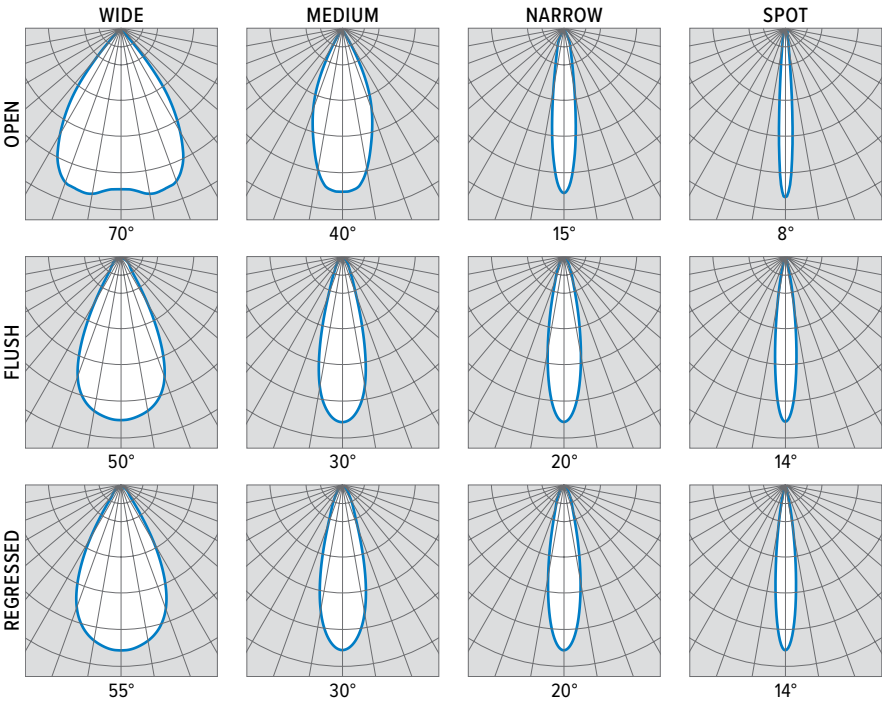 WIDE MEDIUM NARROW SPOT
OPEN
70° 40° 15° 8°
FLUSH
50° 30° 20° 14°
REGRESSED
55° 30° 20° 14°